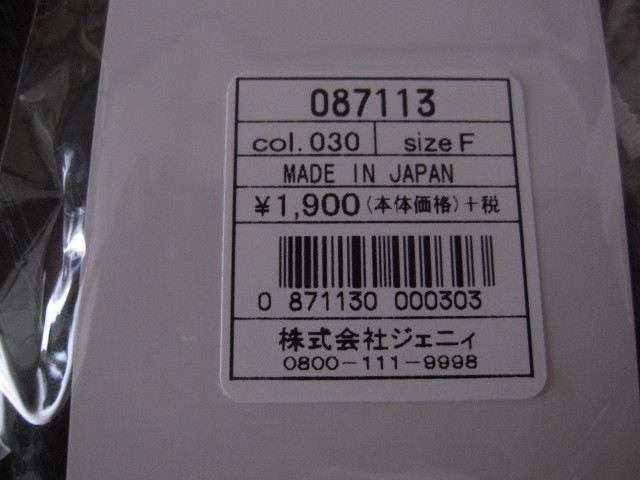 087113
col.030 size F
MADE IN JAPAN
¥1,900(本体価格)+税
0 871130 000303
株式会社ジェニィ
0800-111-9998